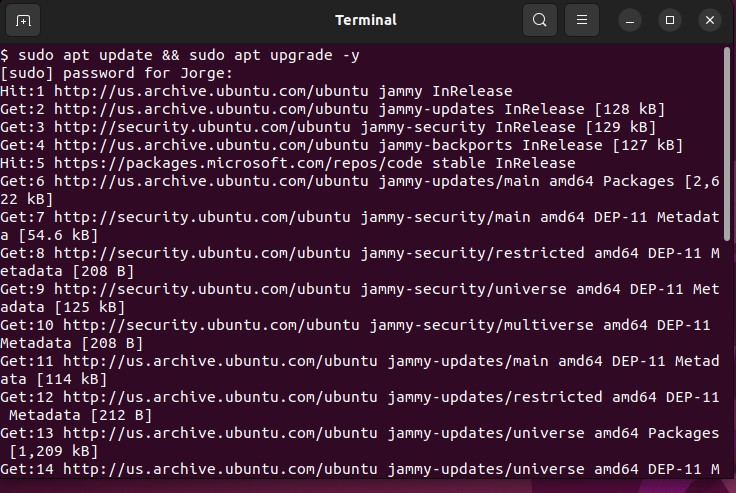 Terminal
$ sudo apt update && sudo apt upgrade -y
[sudo] password for Jorge:
Hit:1 http://us.archive.ubuntu.com/ubuntu jammy InRelease
Get:2 http://us.archive.ubuntu.com/ubuntu jammy-updates InRelease [128 kB]
Get:3 http://security.ubuntu.com/ubuntu jammy-security InRelease [129 kB]
Get:4 http://us.archive.ubuntu.com/ubuntu jammy-backports InRelease [127 kB]
Hit:5 https://packages.microsoft.com/repos/code stable InRelease
Get:6 http://us.archive.ubuntu.com/ubuntu jammy-updates/main amd64 Packages [2,6
22 kB]
Get:7 http://security.ubuntu.com/ubuntu jammy-security/main amd64 DEP-11 Metadat
a [54.6 kB]
Get:8 http://security.ubuntu.com/ubuntu jammy-security/restricted amd64 DEP-11 M
etadata [208 B]
Get:9 http://security.ubuntu.com/ubuntu jammy-security/universe amd64 DEP-11 Met
adata [125 kB]
Get:10 http://security.ubuntu.com/ubuntu jammy-security/multiverse amd64 DEP-11
Metadata [208 B]
Get:11 http://us.archive.ubuntu.com/ubuntu jammy-updates/main amd64 DEP-11 Metad
ata [114 kB]
Get:12 http://us.archive.ubuntu.com/ubuntu jammy-updates/restricted amd64 DEP-11
 Metadata [212 B]
Get:13 http://us.archive.ubuntu.com/ubuntu jammy-updates/universe amd64 Packages
 [1,209 kB]
Get:14 http://us.archive.ubuntu.com/ubuntu jammy-updates/universe amd64 DEP-11 M